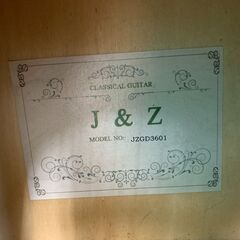 CLASSICAL GUITAR
J & Z
MODEL NO: JZGD3601